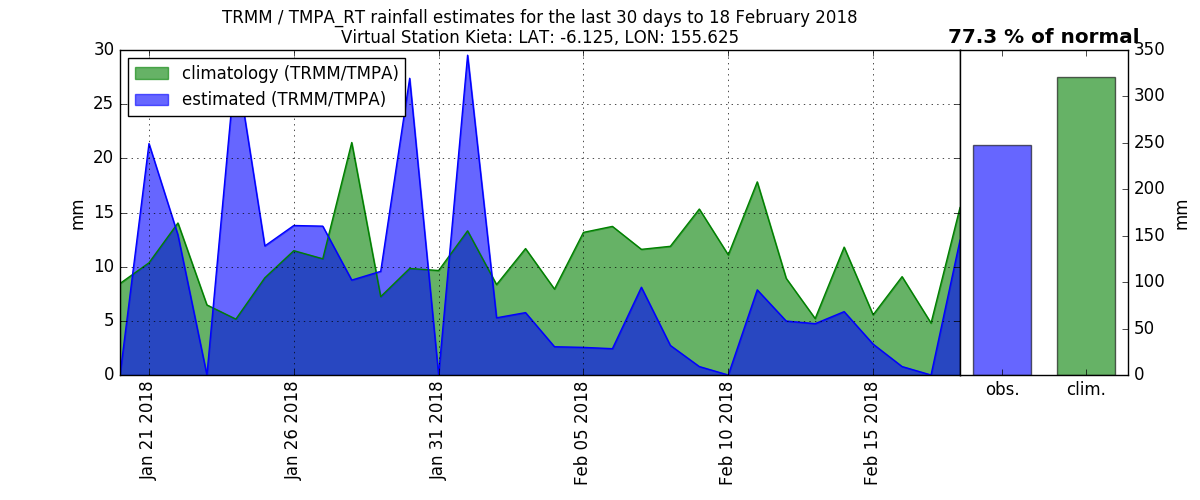 TRMM / TMPA_RT rainfall estimates for the last 30 days to 18 February 2018
Virtual Station Kieta: LAT: -6.125, LON: 155.625
77.3 % of normal
climatology (TRMM/TMPA)
estimated (TRMM/TMPA)
mm
30
25
20
15
10
5
0
Jan 21 2018
Jan 26 2018
Jan 31 2018
Feb 05 2018
Feb 10 2018
Feb 15 2018
obs.
clim.
350
300
250
200
150
100
50
0
mm